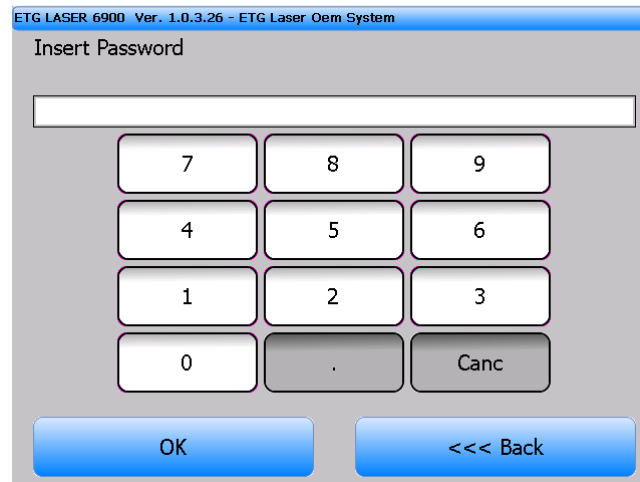 ETG LASER 6900 Ver. 1.0.3.26 - ETG Laser Oem System
Insert Password
7 8 9
4 5 6
1 2 3
0 . Canc
OK <<< Back